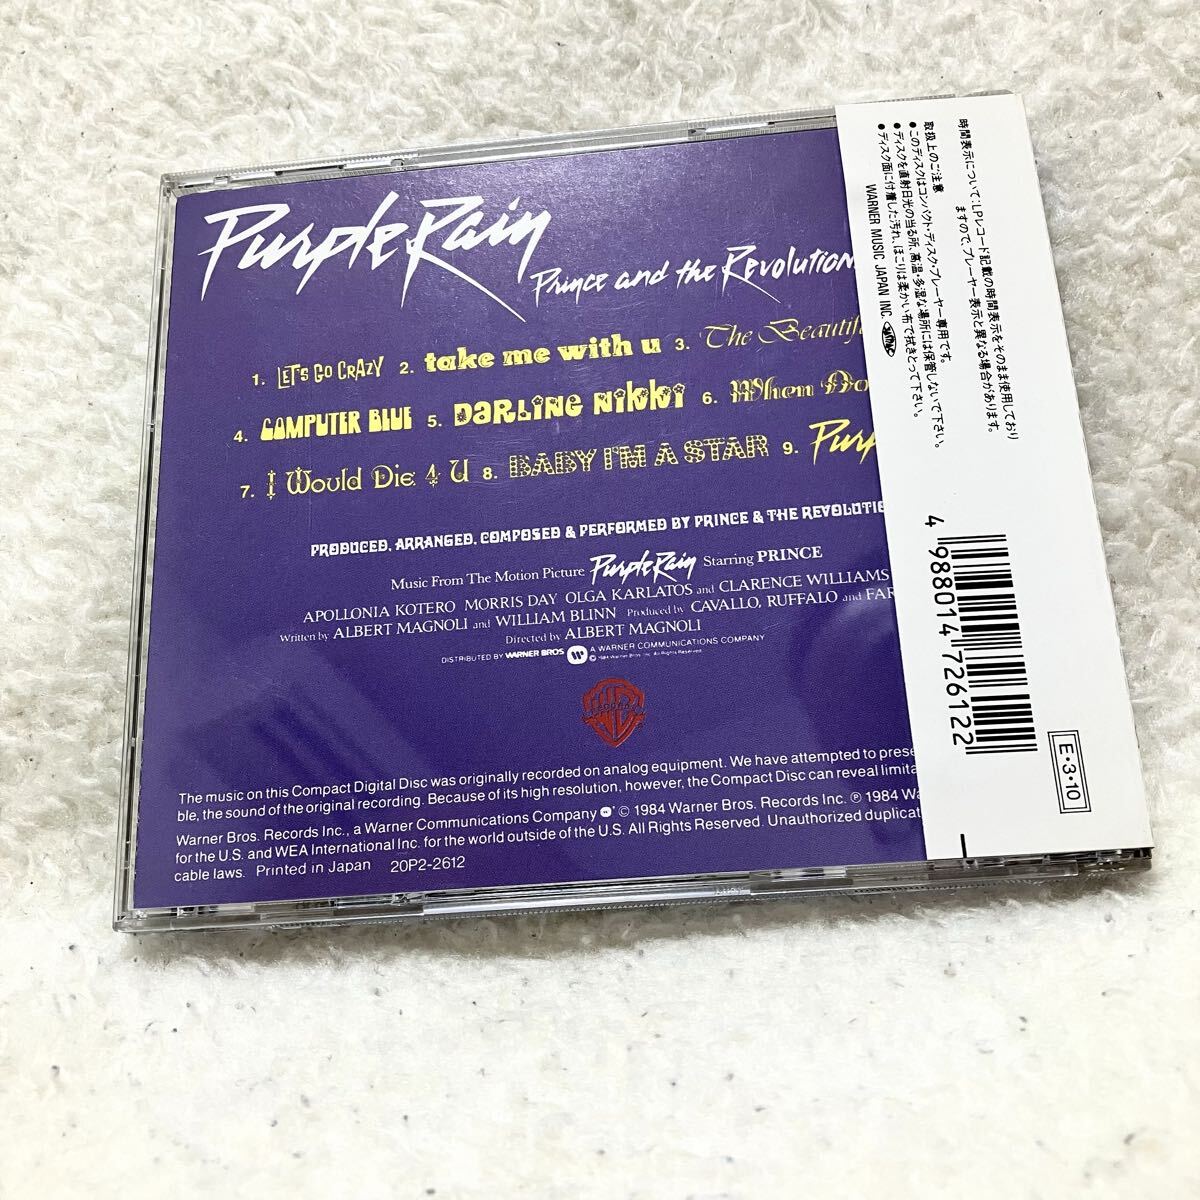 Purple Rain
Prince and the Revolution
1. LET'S GO CRAZY 2. take me with u 3. The Beautif
4. COMPUTER BLUE 5. DARLING NIKKI 6. When Do
7. I Would Die 4 U 8. BABY I'M A STAR 9. Purp
PRODUCED, ARRANGED, COMPOSED & PERFORMED BY PRINCE & THE REVOLUTIO
Music From The Motion Picture Purple Rain Starring PRINCE
APOLLONIA KOTERO MORRIS DAY OLGA KARLATOS and CLARENCE WILLIAMS
Written by ALBERT MAGNOLI and WILLIAM BLINN Produced by CAVALLO, RUFFALO and FAR
Directed by ALBERT MAGNOLI
DISTRIBUTED BY WARNER BROS A WARNER COMMUNICATIONS COMPANY
© 1984 Warner Bros. Inc. All Rights Reserved.
The music on this Compact Digital Disc was originally recorded on analog equipment. We have attempted to prese
ble, the sound of the original recording. Because of its high resolution, however, the Compact Disc can reveal limita
Warner Bros. Records Inc., a Warner Communications Company © 1984 Warner Bros. Records Inc. ℗ 1984 War
for the U.S. and WEA International Inc. for the world outside of the U.S. All Rights Reserved. Unauthorized duplicat
cable laws. Printed in Japan 20P2-2612
時間表示について:LPレコード記載の時間表示をそのまま使用しており
ますので、プレーヤー表示と異なる場合があります。
取扱上のご注意
●このディスクはコンパクト・ディスク・プレーヤー専用です。
●ディスクを直射日光の当る所、高温・多湿な場所には保管しないで下さい。
●ディスク面に付着した汚れ、ほこりは柔かい布で拭きとって下さい。
WARNER MUSIC JAPAN INC.
4 988014 726122
E・3・10